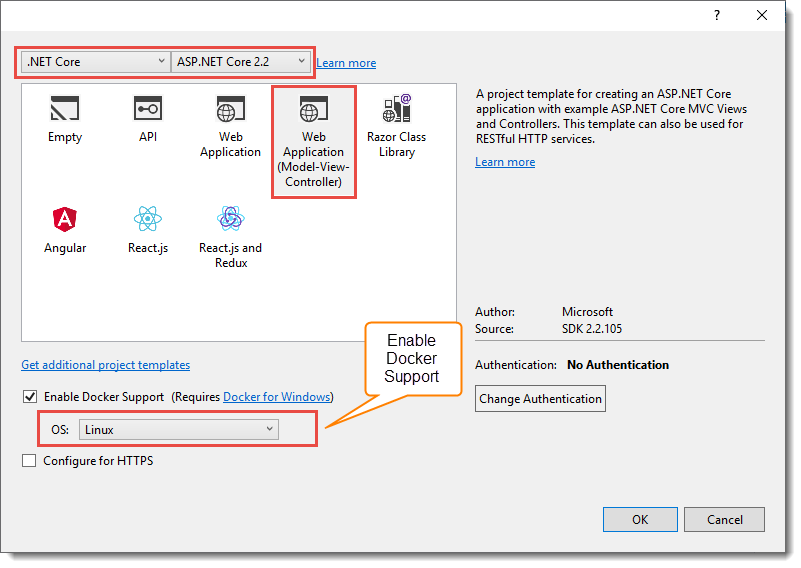 ?
.NET Core
ASP.NET Core 2.2
Learn more
Empty
API
Web
Application
Web
Application
(Model-View-
Controller)
Razor Class
Library
Angular
React.js
React.js and
Redux
A project template for creating an ASP.NET Core
application with example ASP.NET Core MVC Views
and Controllers. This template can also be used for
RESTful HTTP services.
Learn more
Author: Microsoft
Source: SDK 2.2.105
Get additional project templates
Enable
Docker
Support
Authentication: No Authentication
Change Authentication
Enable Docker Support (Requires Docker for Windows)
OS: Linux
Configure for HTTPS
OK
Cancel